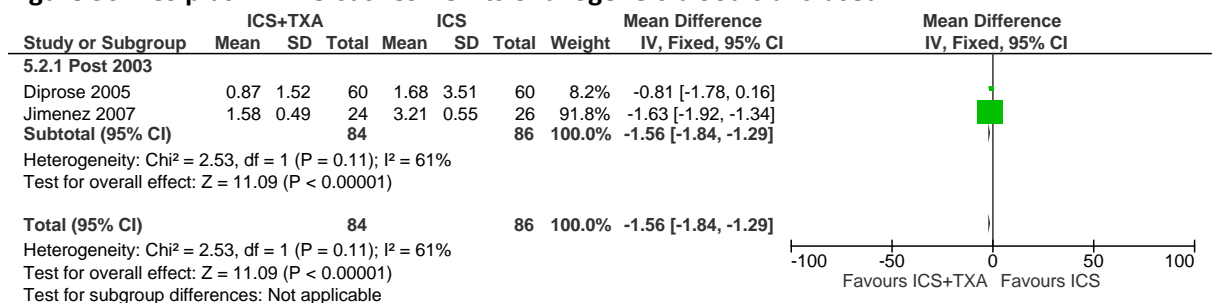 ICS+TXA ICS Mean Difference Mean Difference
Study or Subgroup Mean SD Total Mean SD Total Weight IV, Fixed, 95% CI IV, Fixed, 95% CI
5.2.1 Post 2003
Diprose 2005 0.87 1.52 60 1.68 3.51 60 8.2% -0.81 [-1.78, 0.16]
Jimenez 2007 1.58 0.49 24 3.21 0.55 26 91.8% -1.63 [-1.92, -1.34]
Subtotal (95% CI) 84 86 100.0% -1.56 [-1.84, -1.29]
Heterogeneity: Chi² = 2.53, df = 1 (P = 0.11); I² = 61%
Test for overall effect: Z = 11.09 (P < 0.00001)
Total (95% CI) 84 86 100.0% -1.56 [-1.84, -1.29]
Heterogeneity: Chi² = 2.53, df = 1 (P = 0.11); I² = 61%
Test for overall effect: Z = 11.09 (P < 0.00001)
Test for subgroup differences: Not applicable
-100 -50 0 50 100
Favours ICS+TXA Favours ICS